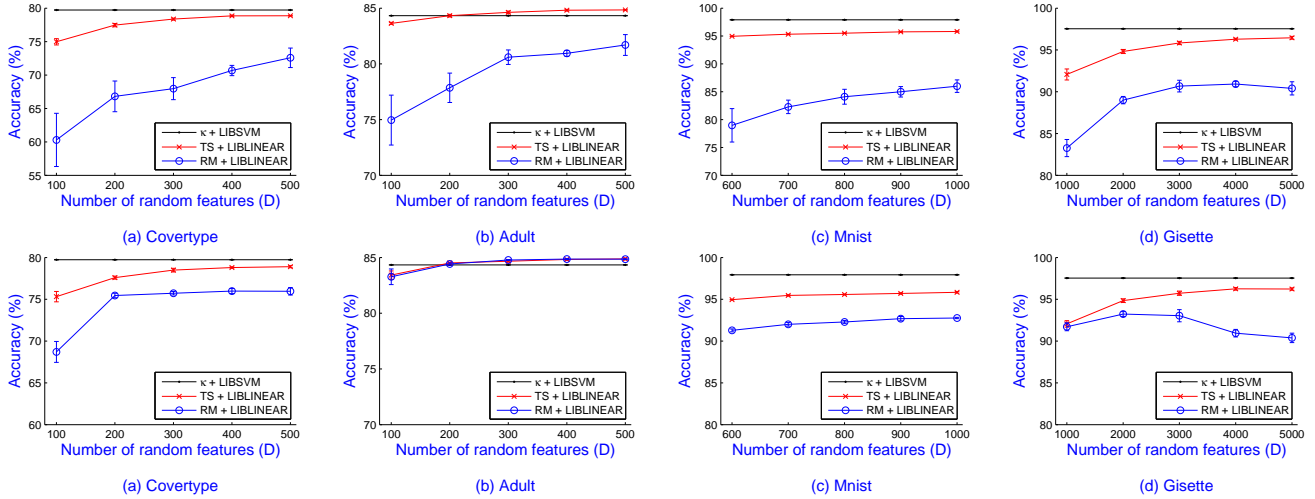 80
75
70
65
60
55
Accuracy (%)
100 200 300 400 500
Number of random features (D)
κ + LIBSVM
TS + LIBLINEAR
RM + LIBLINEAR
(a) Covertype
85
80
75
70
Accuracy (%)
100 200 300 400 500
Number of random features (D)
κ + LIBSVM
TS + LIBLINEAR
RM + LIBLINEAR
(b) Adult
100
95
90
85
80
75
70
Accuracy (%)
600 700 800 900 1000
Number of random features (D)
κ + LIBSVM
TS + LIBLINEAR
RM + LIBLINEAR
(c) Mnist
100
95
90
85
80
Accuracy (%)
1000 2000 3000 4000 5000
Number of random features (D)
κ + LIBSVM
TS + LIBLINEAR
RM + LIBLINEAR
(d) Gisette
80
75
70
65
60
Accuracy (%)
100 200 300 400 500
Number of random features (D)
κ + LIBSVM
TS + LIBLINEAR
RM + LIBLINEAR
(a) Covertype
85
80
75
70
Accuracy (%)
100 200 300 400 500
Number of random features (D)
κ + LIBSVM
TS + LIBLINEAR
RM + LIBLINEAR
(b) Adult
100
95
90
85
80
Accuracy (%)
600 700 800 900 1000
Number of random features (D)
κ + LIBSVM
TS + LIBLINEAR
RM + LIBLINEAR
(c) Mnist
100
95
90
85
80
Accuracy (%)
1000 2000 3000 4000 5000
Number of random features (D)
κ + LIBSVM
TS + LIBLINEAR
RM + LIBLINEAR
(d) Gisette